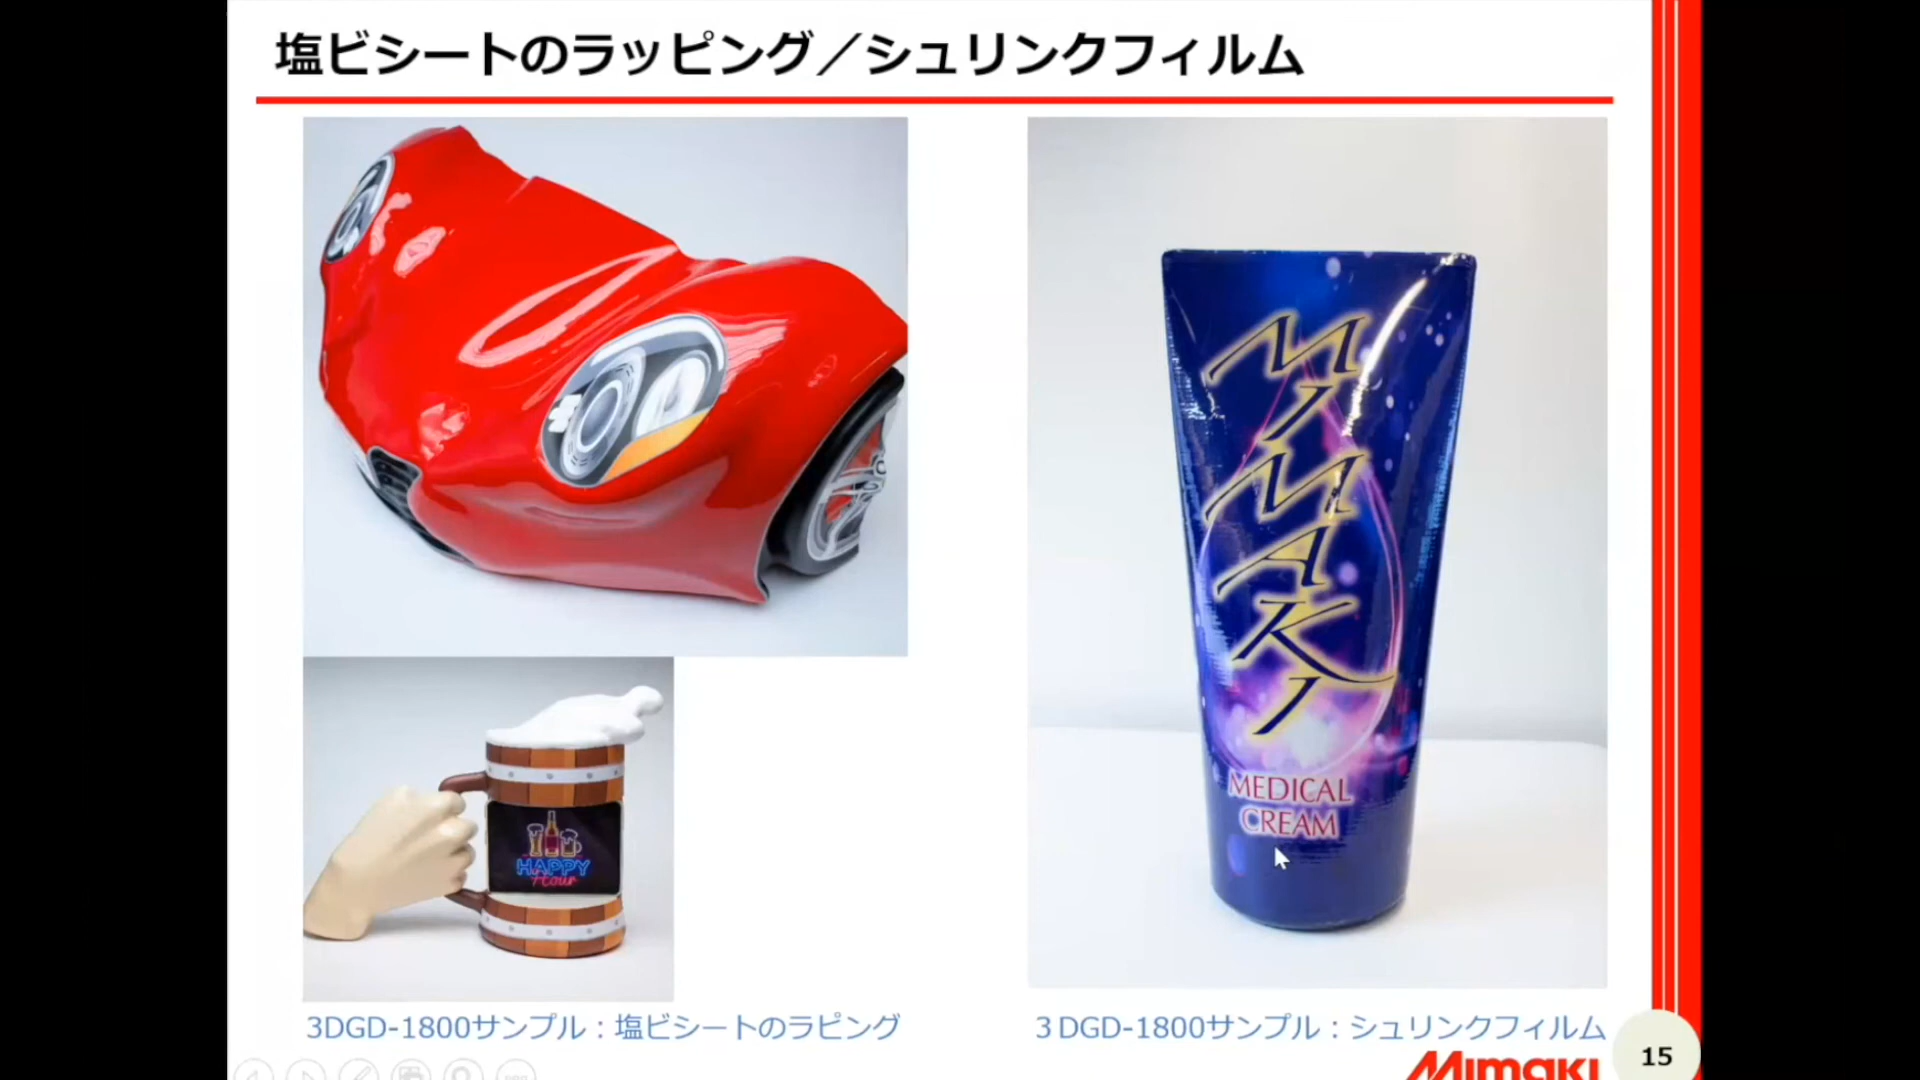 塩ビシートのラッピング／シュリンクフィルム
MIMAKI
MEDICAL
CREAM
HAPPY
Hour
3DGD-1800サンプル：塩ビシートのラピング
３DGD-1800サンプル：シュリンクフィルム
Mimaki
15